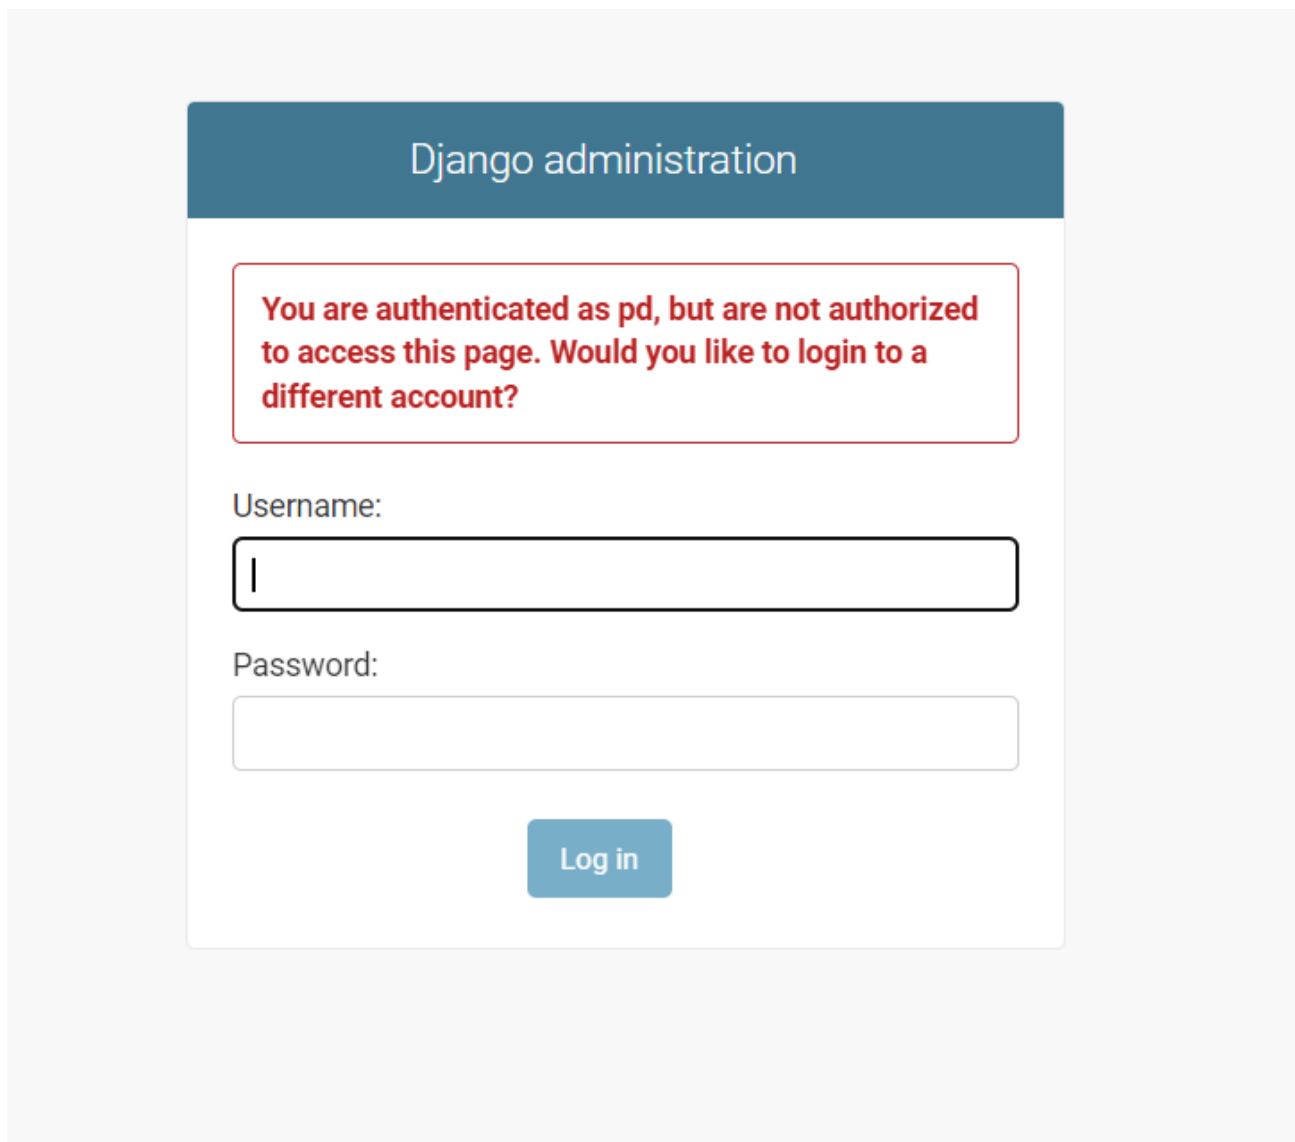 Django administration
You are authenticated as pd, but are not authorized
to access this page. Would you like to login to a
different account?
Username:
Password:
Log in